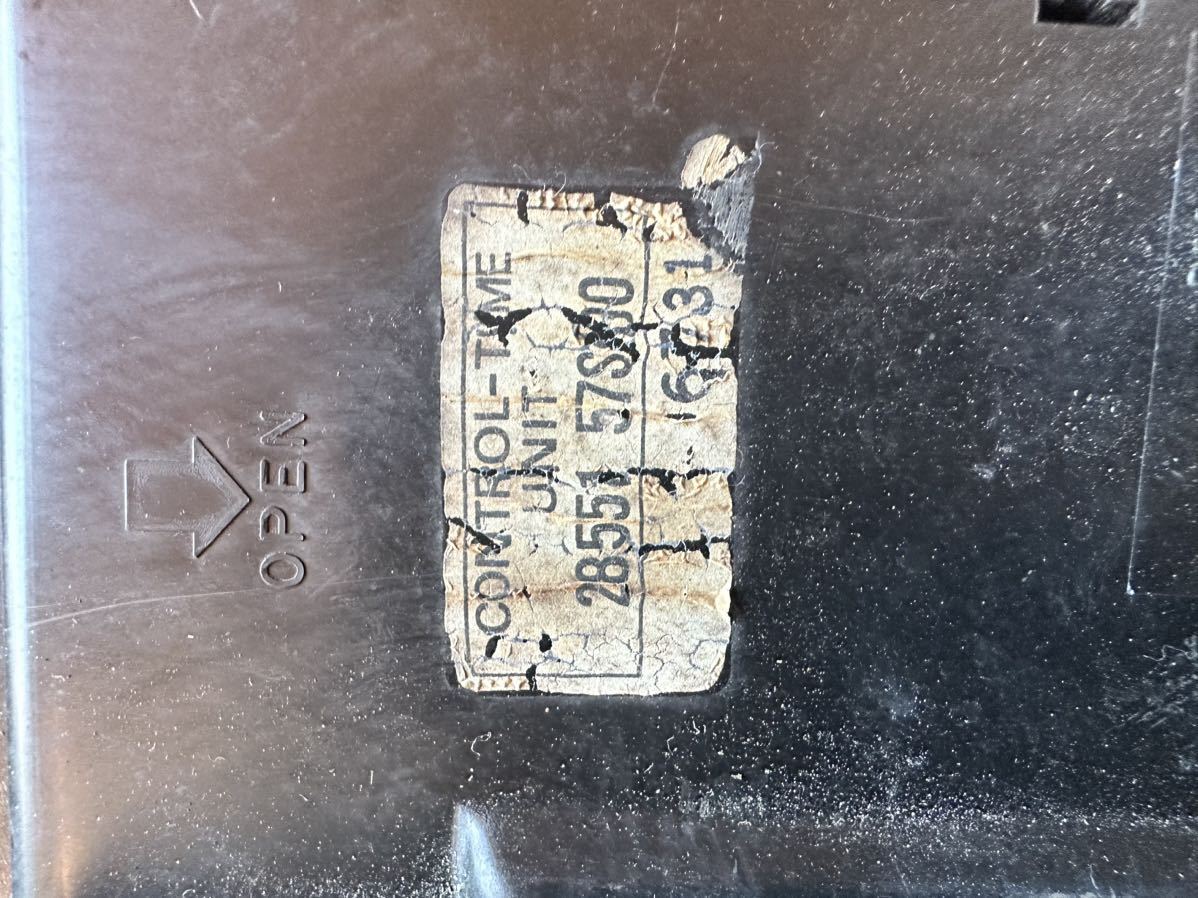 OPEN
CONTROL-TIME
UNIT
28551 57S00